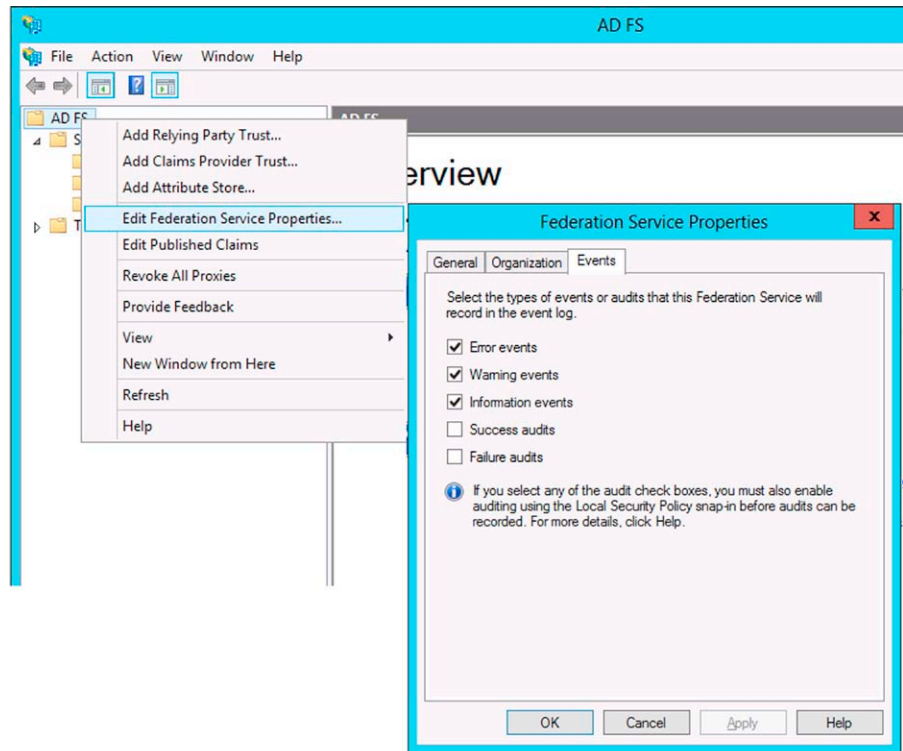 AD FS
File Action View Window Help
AD FS
AD FS
S
T
erview
Add Relying Party Trust...
Add Claims Provider Trust...
Add Attribute Store...
Edit Federation Service Properties...
Edit Published Claims
Revoke All Proxies
Provide Feedback
View
New Window from Here
Refresh
Help
Federation Service Properties
General Organization Events
Select the types of events or audits that this Federation Service will
record in the event log.
Error events
Warning events
Information events
Success audits
Failure audits
If you select any of the audit check boxes, you must also enable
auditing using the Local Security Policy snap-in before audits can be
recorded. For more details, click Help.
OK Cancel Apply Help